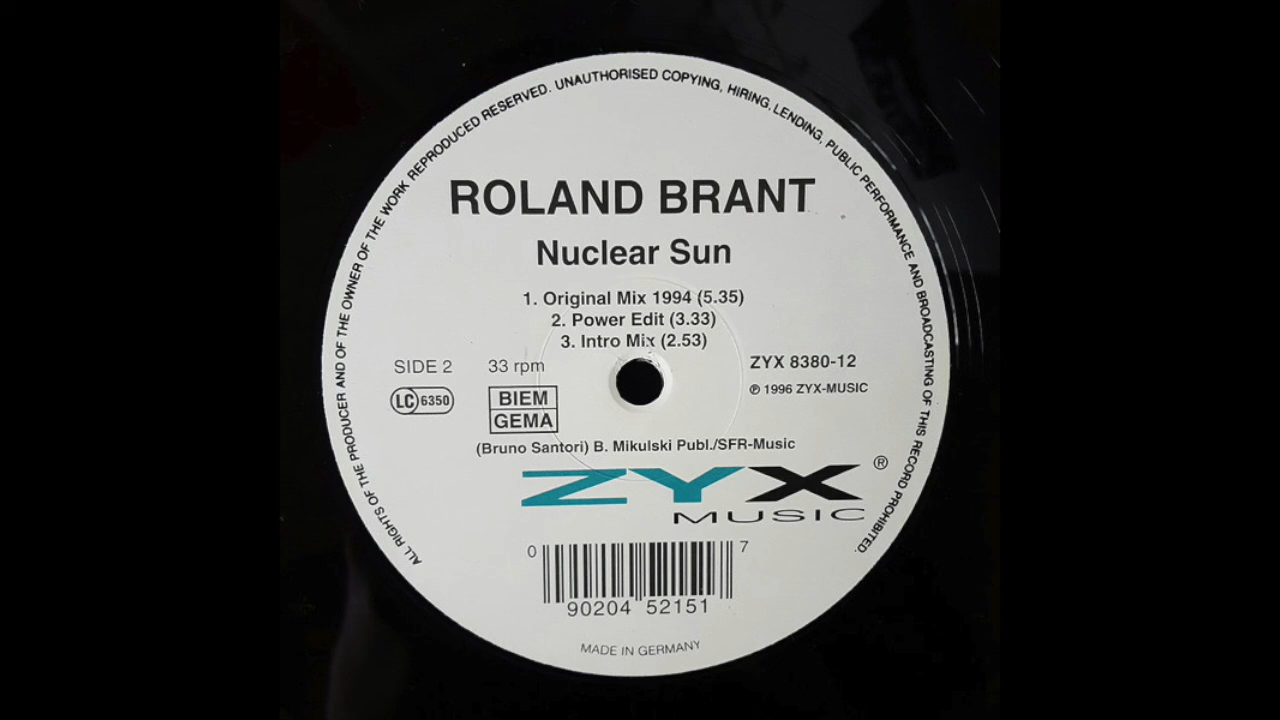 ALL RIGHTS OF THE PRODUCER AND OF THE OWNER OF THE WORK REPRODUCED RESERVED. UNAUTHORISED COPYING, HIRING, LENDING, PUBLIC PERFORMANCE AND BROADCASTING OF THIS RECORD PROHIBITED.
ROLAND BRANT
Nuclear Sun
1. Original Mix 1994 (5.35)
2. Power Edit (3.33)
3. Intro Mix (2.53)
SIDE 2 33 rpm ZYX 8380-12
LC 6350 BIEM ℗ 1996 ZYX-MUSIC
GEMA
(Bruno Santori) B. Mikulski Publ./SFR-Music
ZYX ®
MUSIC
0 7
90204 52151
MADE IN GERMANY